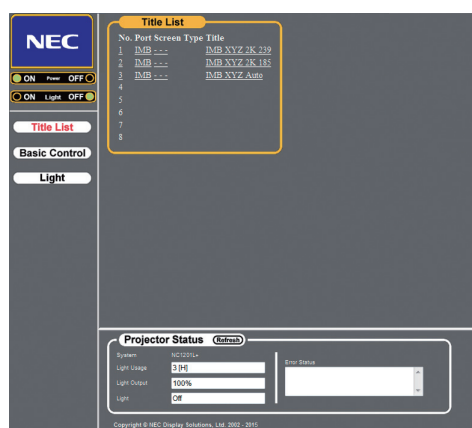 NEC
ON Power OFF
ON Light OFF
Title List
Basic Control
Light
Title List
No. Port Screen Type Title
1 IMB - - - IMB XYZ 2K 239
2 IMB - - - IMB XYZ 2K 185
3 IMB - - - IMB XYZ Auto
4
5
6
7
8
Projector Status Refresh
System NC1201L+
Light Usage 3 [H]
Light Output 100%
Light Off
Error Status
Copyright © NEC Display Solutions, Ltd. 2002 - 2015